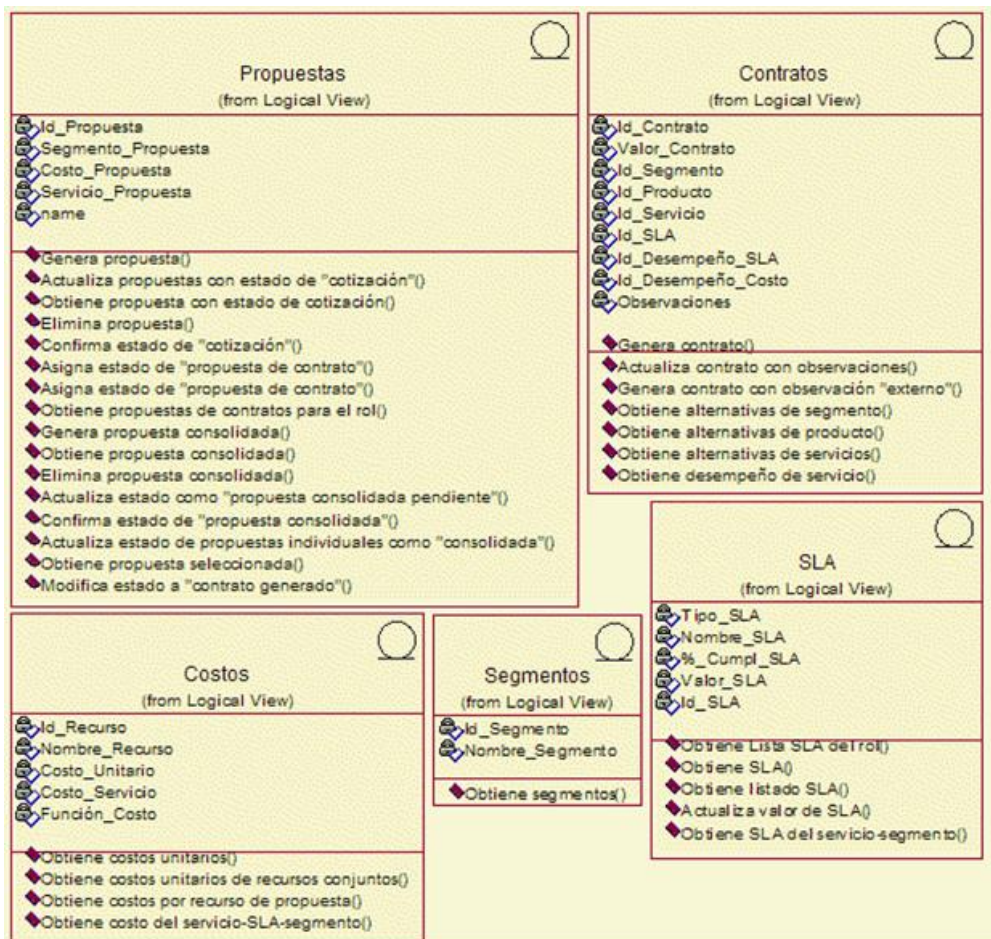 Propuestas
(from Logical View)
Id_Propuesta
Segmento_Propuesta
Costo_Propuesta
Servicio_Propuesta
name
Genera propuesta()
Actualiza propuestas con estado de "cotización"()
Obtiene propuesta con estado de cotización()
Elimina propuesta()
Confirma estado de "cotización"()
Asigna estado de "propuesta de contrato"()
Asigna estado de "propuesta de contrato"()
Obtiene propuestas de contratos para el rol()
Genera propuesta consolidada()
Obtiene propuesta consolidada()
Elimina propuesta consolidada()
Actualiza estado como "propuesta consolidada pendiente"()
Confirma estado de "propuesta consolidada"()
Actualiza estado de propuestas individuales como "consolidada"()
Obtiene propuesta seleccionada()
Modifica estado a "contrato generado"()
Contratos
(from Logical View)
Id_Contrato
Valor_Contrato
Id_Segmento
Id_Producto
Id_Servicio
Id_SLA
Id_Desempeño_SLA
Id_Desempeño_Costo
Observaciones
Genera contrato()
Actualiza contrato con observaciones()
Genera contrato con observación "externo"()
Obtiene alternativas de segmento()
Obtiene alternativas de producto()
Obtiene alternativas de servicios()
Obtiene desempeño de servicio()
Costos
(from Logical View)
Id_Recurso
Nombre_Recurso
Costo_Unitario
Costo_Servicio
Función_Costo
Obtiene costos unitarios()
Obtiene costos unitarios de recursos conjuntos()
Obtiene costos por recurso de propuesta()
Obtiene costo del servicio-SLA-segmento()
Segmentos
(from Logical View)
Id_Segmento
Nombre_Segmento
Obtiene segmentos()
SLA
(from Logical View)
Tipo_SLA
Nombre_SLA
%_Cumpl_SLA
Valor_SLA
Id_SLA
Obtiene Lista SLA del rol()
Obtiene SLA()
Obtiene listado SLA()
Actualiza valor de SLA()
Obtiene SLA del servicio-segmento()